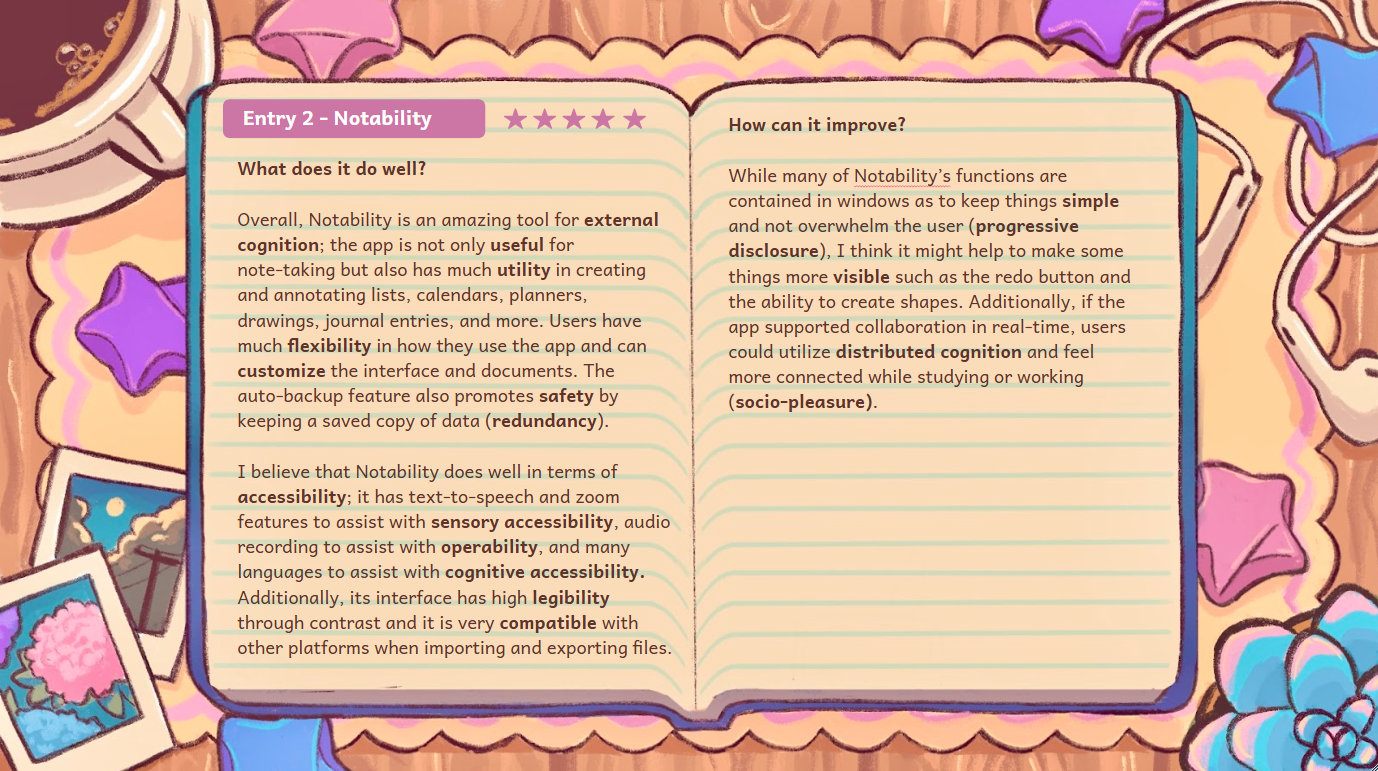 Entry 2 - Notability ★★★★★
What does it do well?
Overall, Notability is an amazing tool for external
cognition; the app is not only useful for
note-taking but also has much utility in creating
and annotating lists, calendars, planners,
drawings, journal entries, and more. Users have
much flexibility in how they use the app and can
customize the interface and documents. The
auto-backup feature also promotes safety by
keeping a saved copy of data (redundancy).
I believe that Notability does well in terms of
accessibility; it has text-to-speech and zoom
features to assist with sensory accessibility, audio
recording to assist with operability, and many
languages to assist with cognitive accessibility.
Additionally, its interface has high legibility
through contrast and it is very compatible with
other platforms when importing and exporting files.
How can it improve?
While many of Notability’s functions are
contained in windows as to keep things simple
and not overwhelm the user (progressive
disclosure), I think it might help to make some
things more visible such as the redo button and
the ability to create shapes. Additionally, if the
app supported collaboration in real-time, users
could utilize distributed cognition and feel
more connected while studying or working
(socio-pleasure).